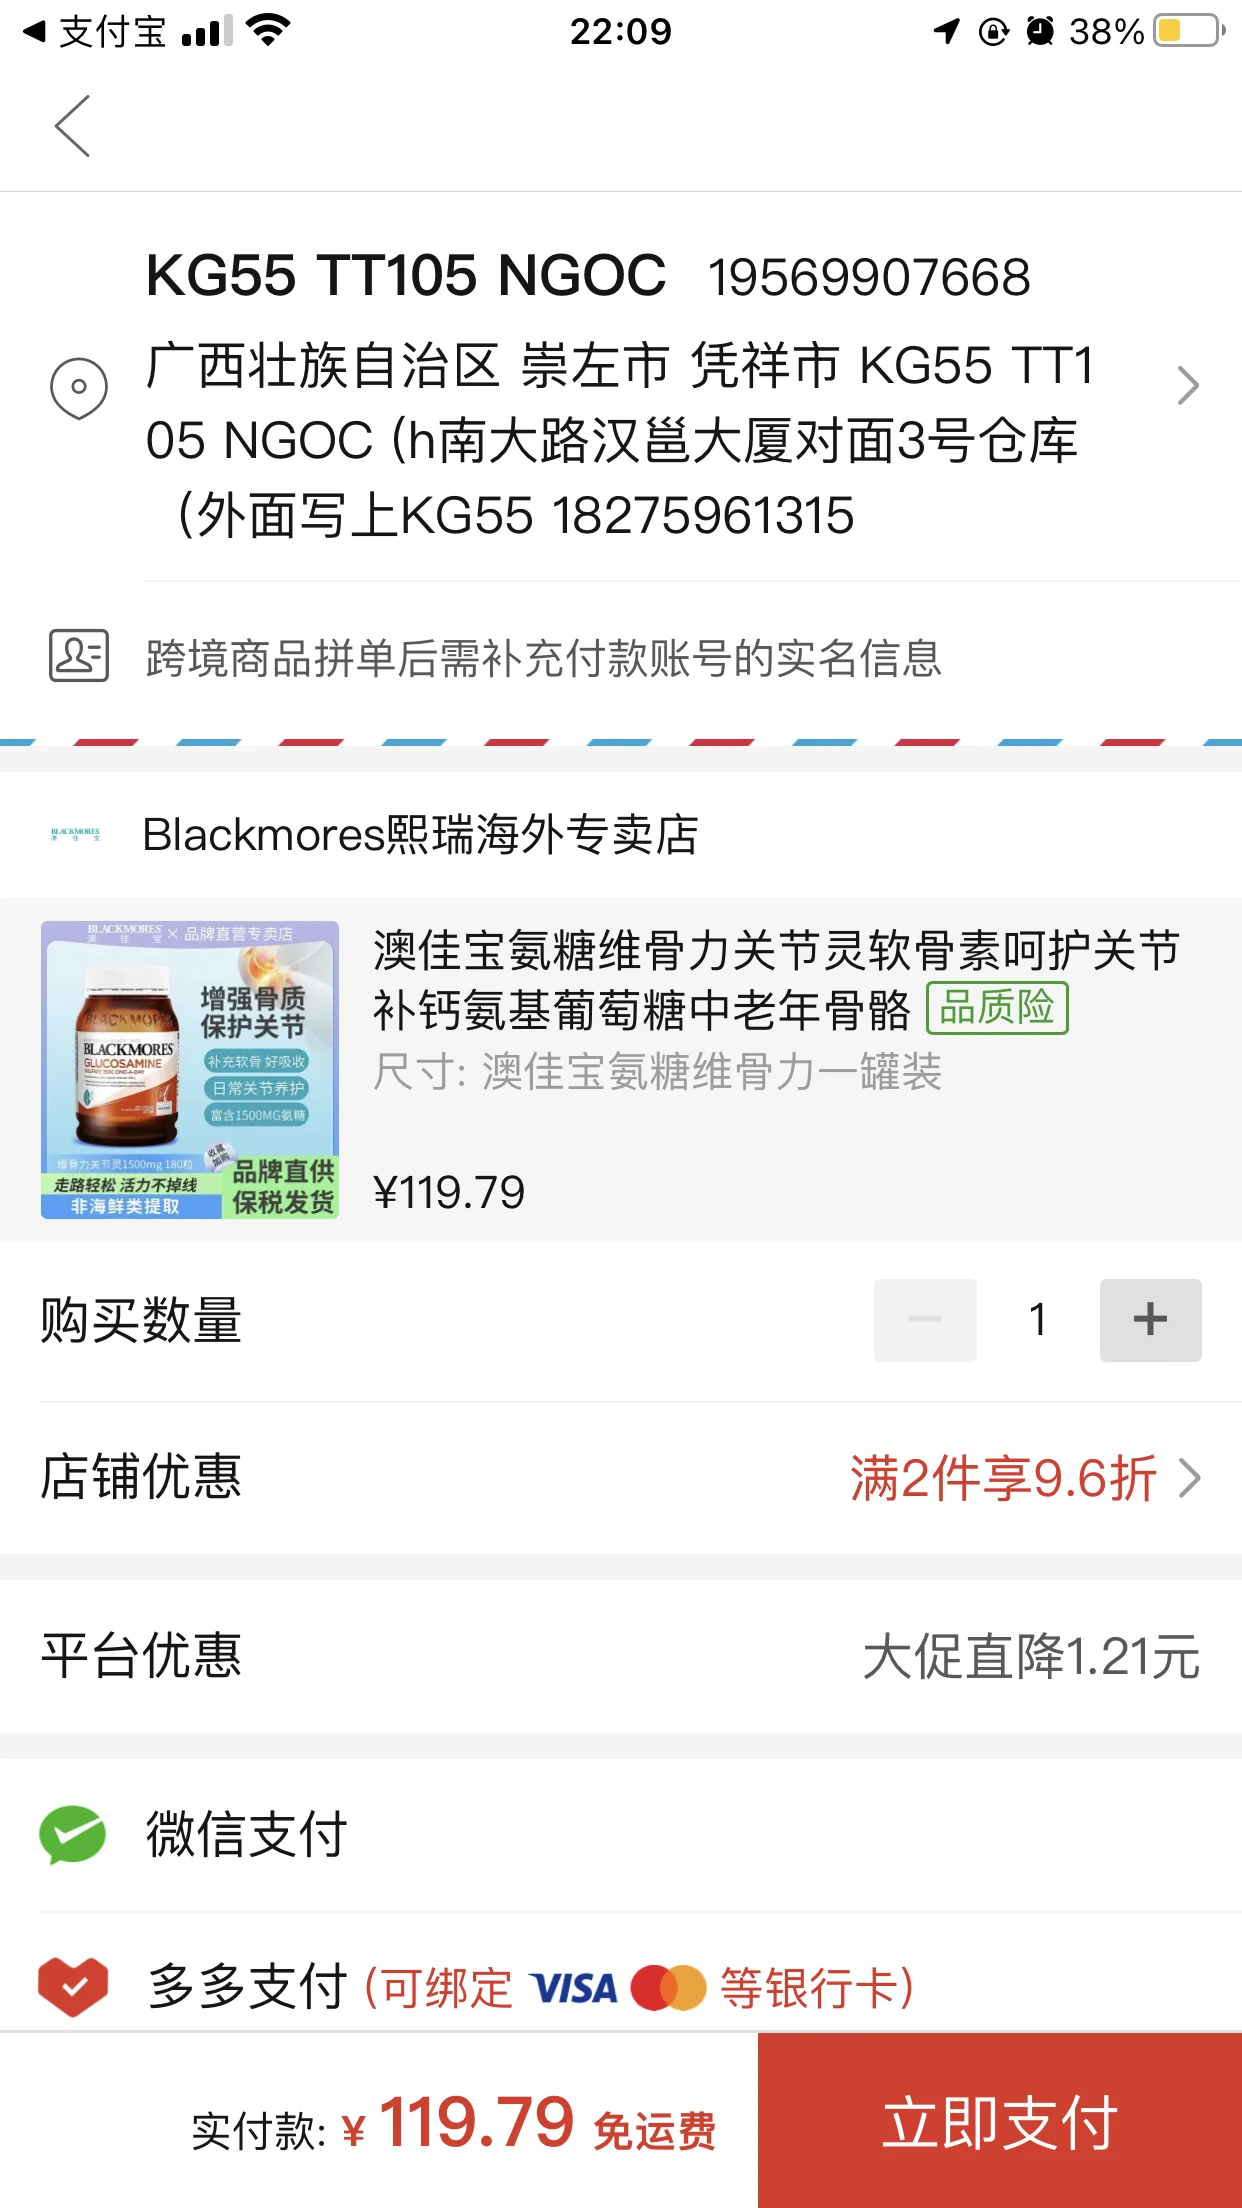 支付宝
22:09
38%
KG55 TT105 NGOC 19569907668
广西壮族自治区 崇左市 凭祥市 KG55 TT1
05 NGOC (h南大路汉邕大厦对面3号仓库
（外面写上KG55 18275961315
跨境商品拼单后需补充付款账号的实名信息
BLACKMORES
澳 佳 宝
Blackmores熙瑞海外专卖店
BLACKMORES
澳 佳 宝 × 品牌直营专卖店
增强骨质
保护关节
补充软骨 好吸收
日常关节养护
富含1500MG氨糖
BLACKMORES
GLUCOSAMINE
收藏
加购
维骨力关节灵1500mg 180粒
走路轻松 活力不掉线
非海鲜类提取
品牌直供
保税发货
澳佳宝氨糖维骨力关节灵软骨素呵护关节
补钙氨基葡萄糖中老年骨骼 品质险
尺寸: 澳佳宝氨糖维骨力一罐装
¥119.79
购买数量
1
店铺优惠
满2件享9.6折
平台优惠
大促直降1.21元
微信支付
多多支付 (可绑定 VISA 等银行卡)
实付款: ¥ 119.79 免运费
立即支付